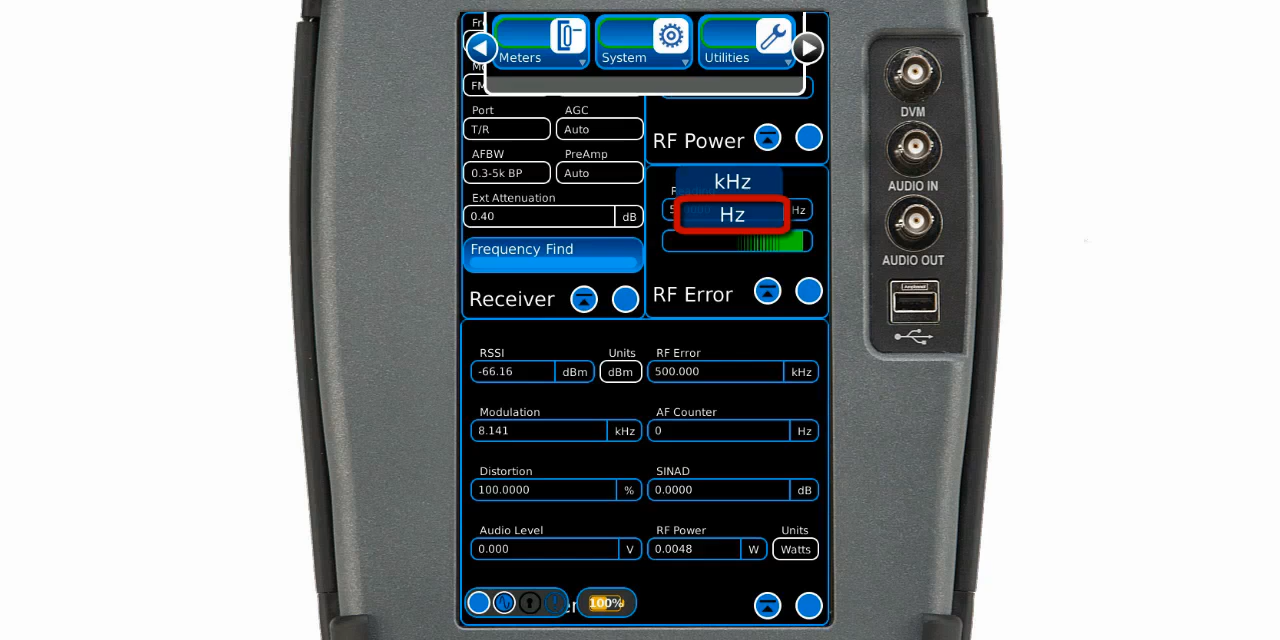 Meters
System
Utilities
FM
Port
AGC
T/R
Auto
AFBW
PreAmp
0.3-5k BP
Auto
Ext Attenuation
0.40 dB
Frequency Find
Receiver
RF Power
kHz
Hz
Hz
RF Error
RSSI
Units
RF Error
-66.16 dBm
dBm
500.000 kHz
Modulation
AF Counter
8.141 kHz
0 Hz
Distortion
SINAD
100.0000 %
0.0000 dB
Audio Level
RF Power
Units
0.000 V
0.0048 W
Watts
100%
DVM
AUDIO IN
AUDIO OUT